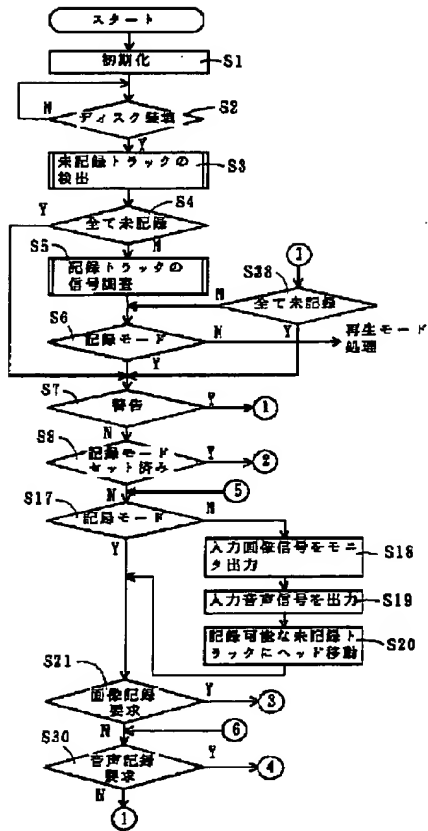 スタート
初期化 S1
N ディスク装填 S2
Y
未記録トラックの
検出 S3
Y 全て未記録 S4
N
S5 記録トラックの
信号調査
①
S38 全て未記録
N
Y
S6 記録モード N 再生モード
処理
Y
S7 警告 Y ①
N
S8 記録モード
セット済み Y ②
N ⑤
S17 記録モード N
Y
入力画像信号をモニ
タ出力 S18
入力音声信号を出力 S19
記録可能な未記録ト
ラックにヘッド移動 S20
S21 画像記録
要求 Y ③
N ⑥
S30 音声記録
要求 Y ④
N
①